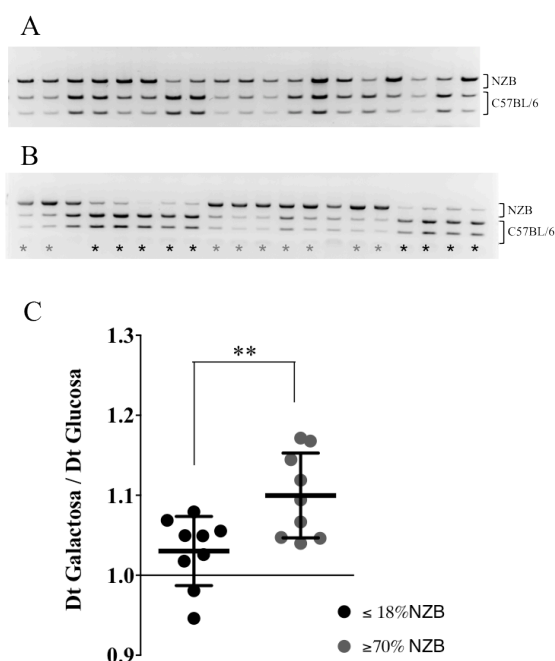 A
NZB
C57BL/6
B
NZB
C57BL/6
* * * * * * * * * * * * * * * * * *
C
1.3
**
1.2
1.1
1.0
0.9
Dt Galactosa / Dt Glucosa
≤ 18%NZB
≥70% NZB